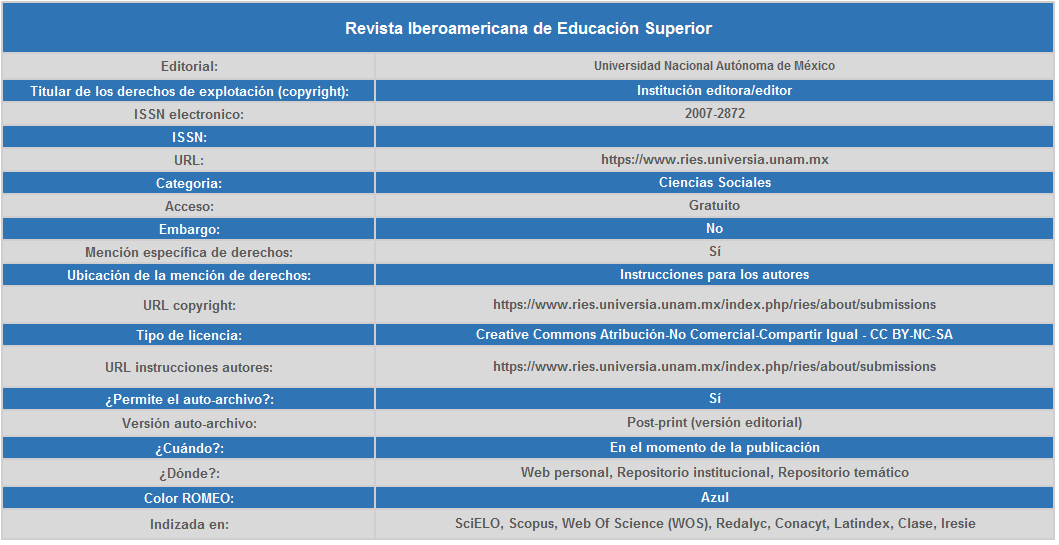 Revista Iberoamericana de Educación Superior
Editorial: Universidad Nacional Autónoma de México
Titular de los derechos de explotación (copyright): Institución editora/editor
ISSN electronico: 2007-2872
ISSN:
URL: https://www.ries.universia.unam.mx
Categoria: Ciencias Sociales
Acceso: Gratuito
Embargo: No
Mención específica de derechos: Sí
Ubicación de la mención de derechos: Instrucciones para los autores
URL copyright: https://www.ries.universia.unam.mx/index.php/ries/about/submissions
Tipo de licencia: Creative Commons Atribución-No Comercial-Compartir Igual - CC BY-NC-SA
URL instrucciones autores: https://www.ries.universia.unam.mx/index.php/ries/about/submissions
¿Permite el auto-archivo?: Sí
Versión auto-archivo: Post-print (versión editorial)
¿Cuándo?: En el momento de la publicación
¿Dónde?: Web personal, Repositorio institucional, Repositorio temático
Color ROMEO: Azul
Indizada en: SciELO, Scopus, Web Of Science (WOS), Redalyc, Conacyt, Latindex, Clase, Iresie